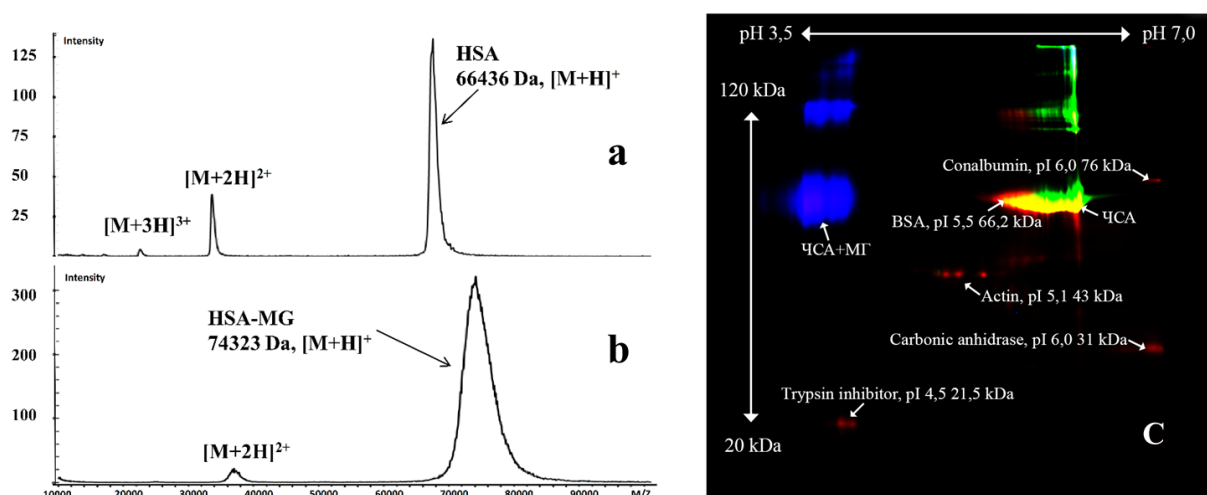 Intensity
125
100
75
50
25
HSA
66436 Da, [M+H]+
[M+2H]2+
[M+3H]3+
a
Intensity
300
200
100
HSA-MG
74323 Da, [M+H]+
[M+2H]2+
b
10000 20000 30000 40000 50000 60000 70000 80000 90000 M/Z
pH 3,5
pH 7,0
120 kDa
Conalbumin, pI 6,0 76 kDa
BSA, pI 5,5 66,2 kDa
ЧСА
ЧСА+МГ
Actin, pI 5,1 43 kDa
Carbonic anhidrase, pI 6,0 31 kDa
Trypsin inhibitor, pI 4,5 21,5 kDa
20 kDa
C